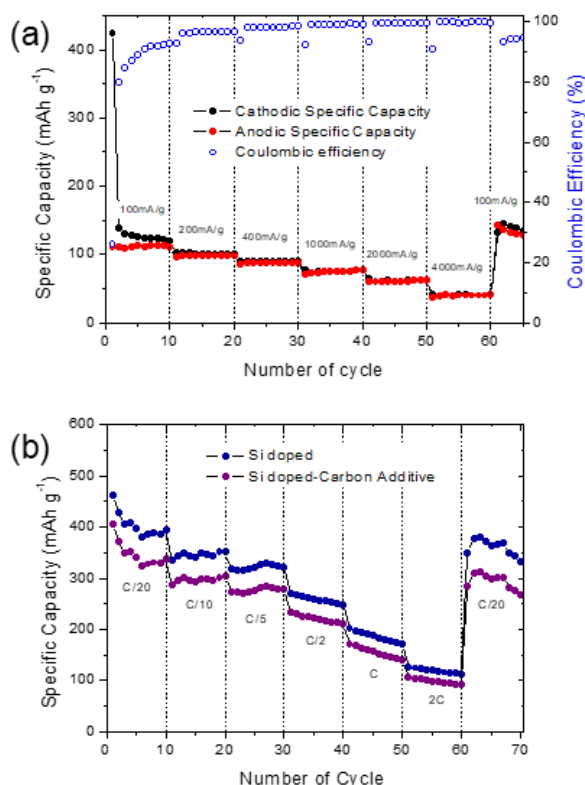 (a)
Specific Capacity (mAh g⁻¹)
400
300
200
100
0
100
80
60
40
20
0
Coulombic Efficiency (%)
Cathodic Specific Capacity
Anodic Specific Capacity
Coulombic efficiency
100mA/g
200mA/g
400mA/g
1000mA/g
2000mA/g
4000mA/g
100mA/g
0 10 20 30 40 50 60
Number of cycle
(b)
Specific Capacity (mAh g⁻¹)
600
500
400
300
200
100
0
Si doped
Si doped-Carbon Additive
C/20
C/10
C/5
C/2
C
2C
C/20
0 10 20 30 40 50 60 70
Number of Cycle